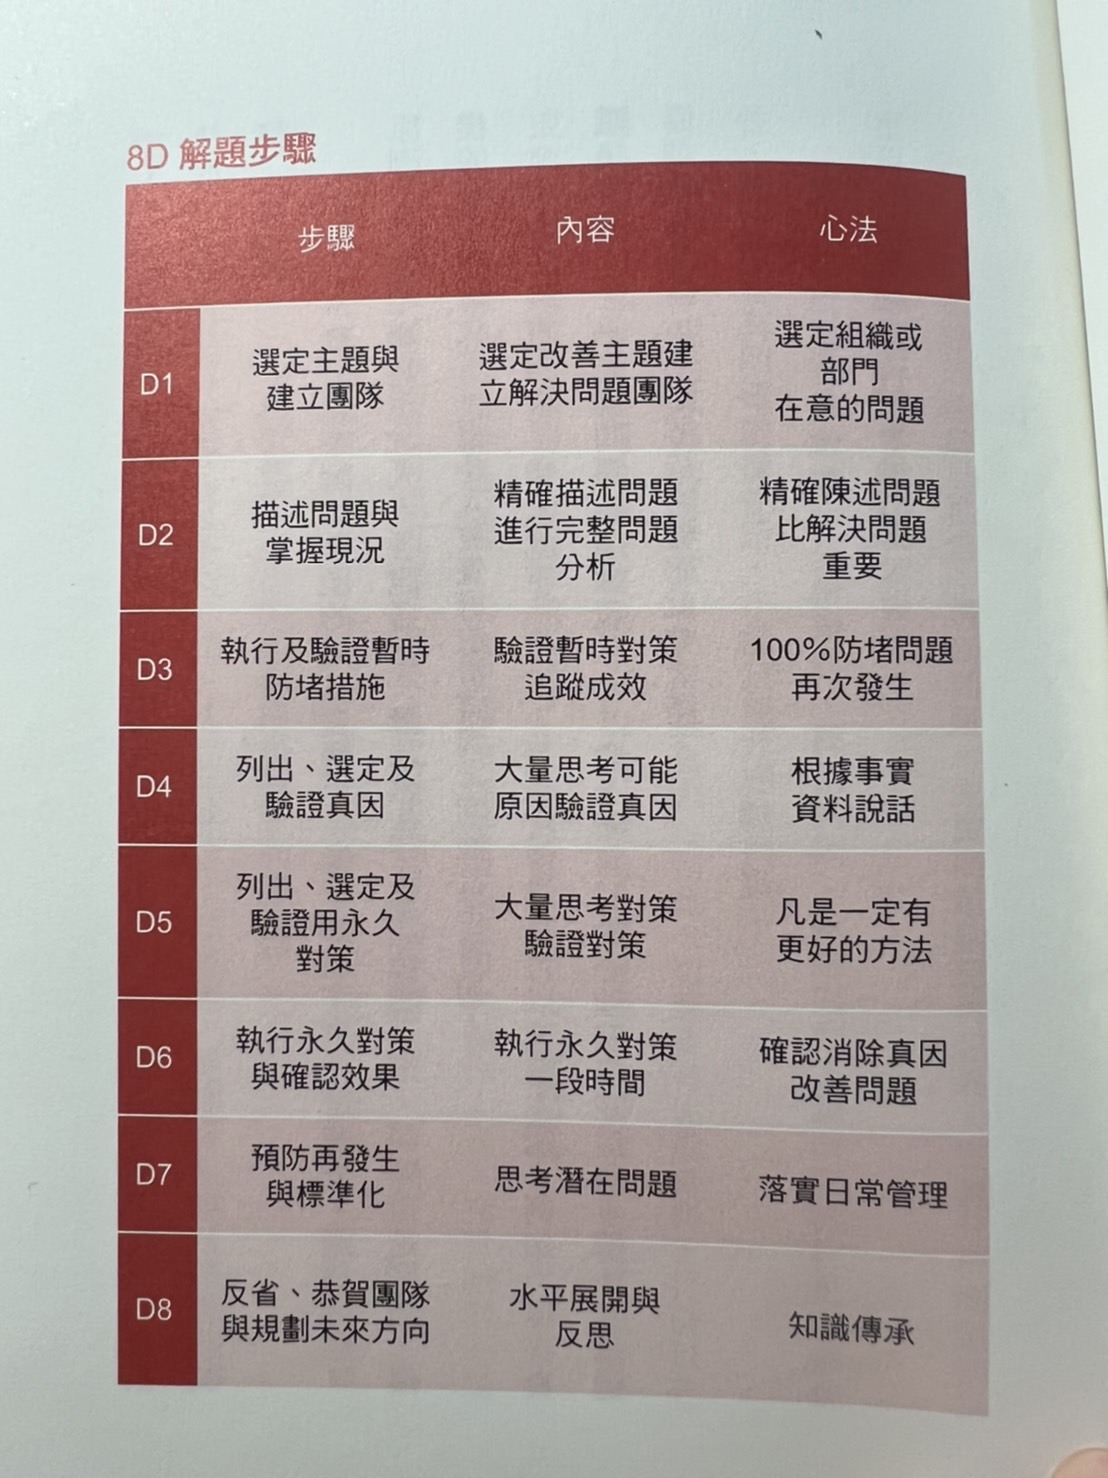 8D 解題步驟
步驟
內容
心法
D1
選定主題與
建立團隊
選定改善主題建
立解決問題團隊
選定組織或
部門
在意的問題
D2
描述問題與
掌握現況
精確描述問題
進行完整問題
分析
精確陳述問題
比解決問題
重要
D3
執行及驗證暫時
防堵措施
驗證暫時對策
追蹤成效
100%防堵問題
再次發生
D4
列出、選定及
驗證真因
大量思考可能
原因驗證真因
根據事實
資料說話
D5
列出、選定及
驗證用永久
對策
大量思考對策
驗證對策
凡是一定有
更好的方法
D6
執行永久對策
與確認效果
執行永久對策
一段時間
確認消除真因
改善問題
D7
預防再發生
與標準化
思考潛在問題
落實日常管理
D8
反省、恭賀團隊
與規劃未來方向
水平展開與
反思
知識傳承